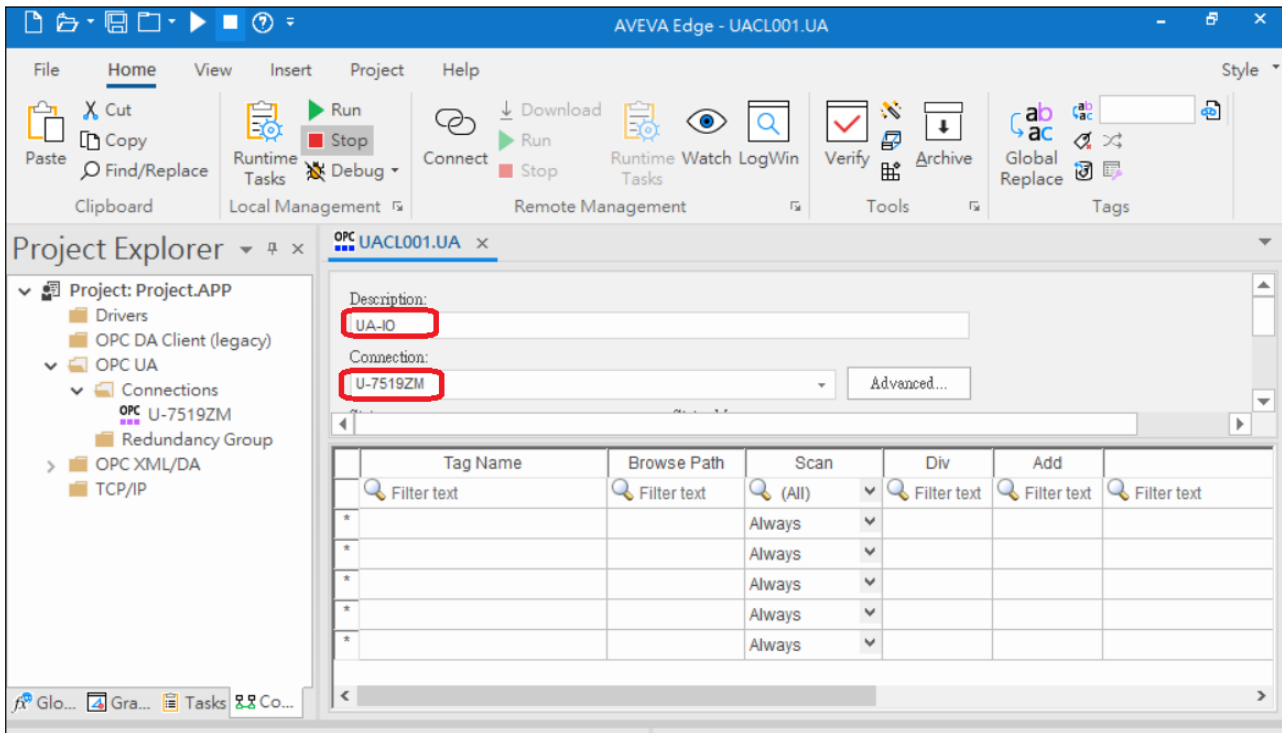 AVEVA Edge - UACL001.UA
File Home View Insert Project Help Style
Cut
Copy
Find/Replace
Paste
Clipboard
Runtime Tasks
Run
Stop
Debug
Local Management
Connect
Download
Run
Stop
Runtime Tasks
Watch
LogWin
Remote Management
Verify
Archive
Tools
ab
ac
Global Replace
Tags
Project Explorer
Project: Project.APP
Drivers
OPC DA Client (legacy)
OPC UA
Connections
OPC U-7519ZM
Redundancy Group
OPC XML/DA
TCP/IP
Glo... Gra... Tasks Co...
OPC UACL001.UA
Description:
UA-IO
Connection:
U-7519ZM
Advanced...
Tag Name Browse Path Scan Div Add
Filter text Filter text (All) Filter text Filter text Filter text
* Always
* Always
* Always
* Always
* Always